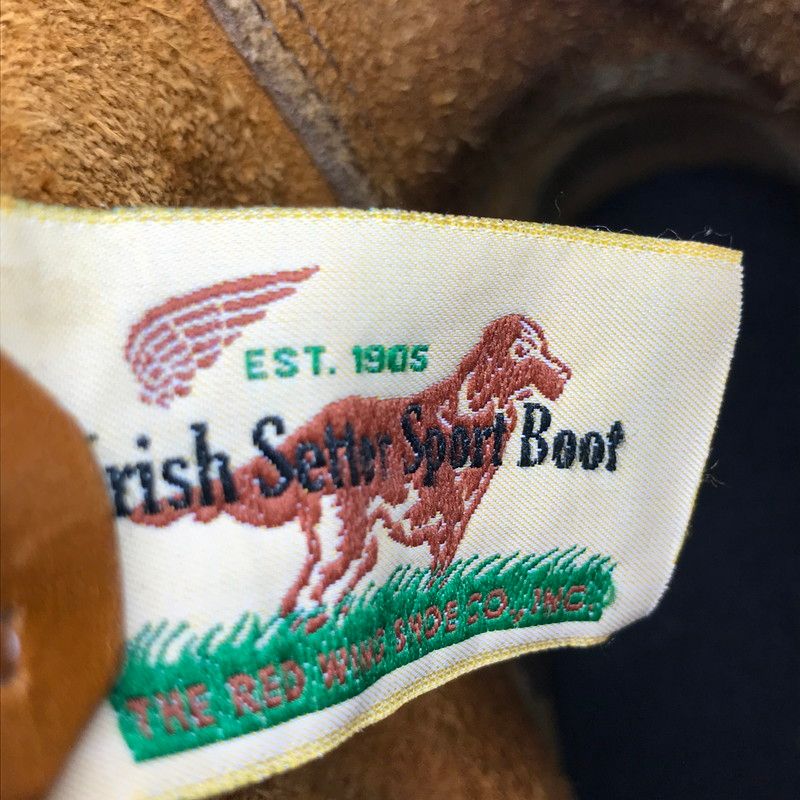 EST. 1905
Irish Setter Sport Boot
THE RED WING SHOE CO., INC.